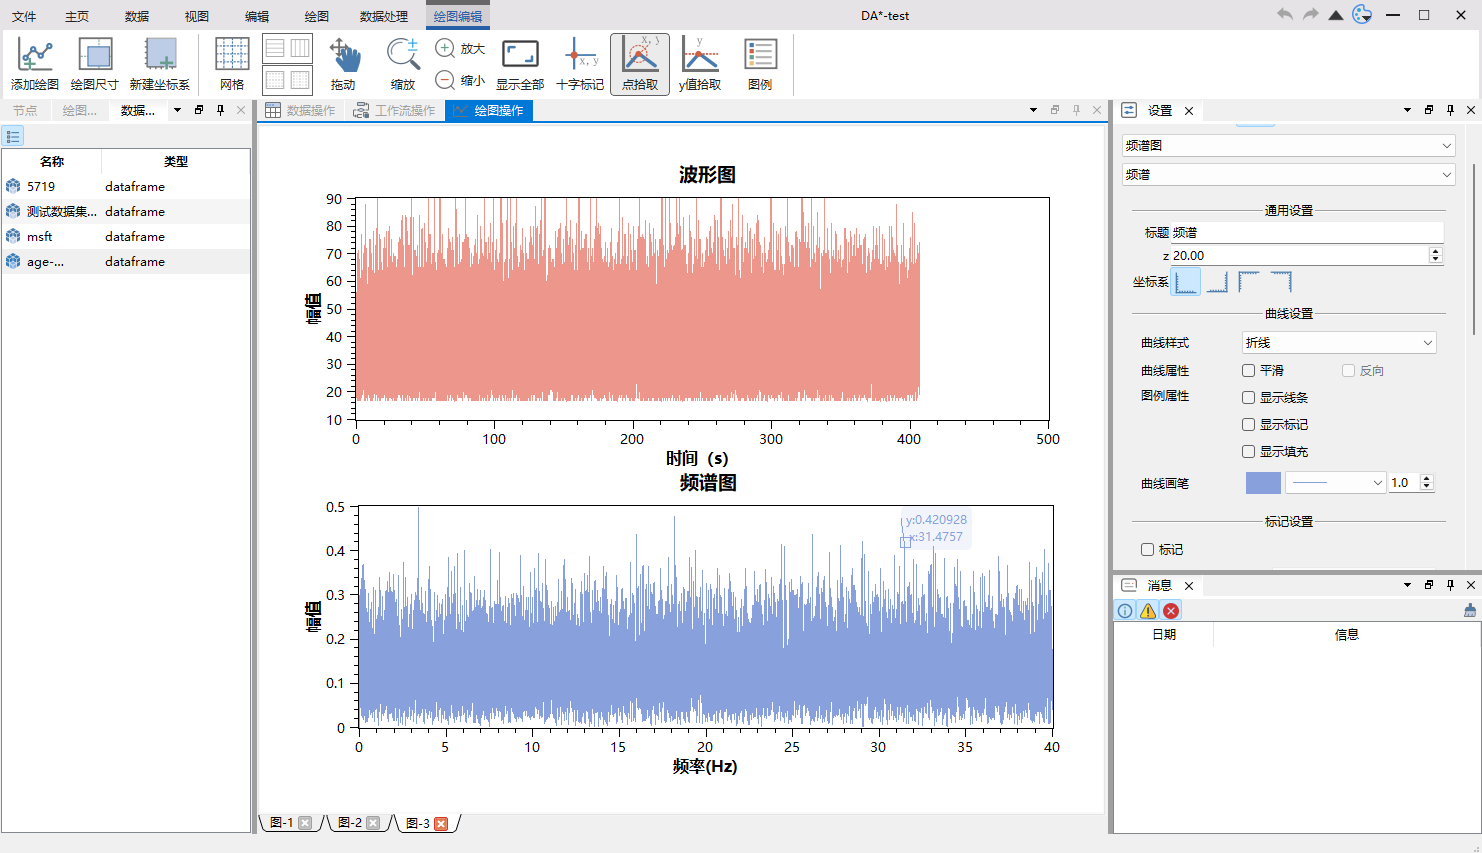 文件 主页 数据 视图 编辑 绘图 数据处理 绘图编辑 DA*-test
添加绘图 绘图尺寸 新建坐标系 网格 拖动 缩放 放大 缩小 显示全部 十字标记 点拾取 y值拾取 图例
x, y
x, y
y
节点 绘图... 数据...
名称 类型
5719 dataframe
测试数据集... dataframe
msft dataframe
age-... dataframe
数据操作 工作流操作 绘图操作
波形图
幅值
90
80
70
60
50
40
30
20
10
0 100 200 300 400 500
时间（s）
频谱图
幅值
0.5
0.4
0.3
0.2
0.1
0
y:0.420928
x:31.4757
0 5 10 15 20 25 30 35 40
频率(Hz)
图-1 图-2 图-3
设置
频谱图
频谱
通用设置
标题 频谱
z 20.00
坐标系
曲线设置
曲线样式 折线
曲线属性 平滑 反向
图例属性 显示线条
显示标记
显示填充
曲线画笔 1.0
标记设置
标记
消息
日期 信息